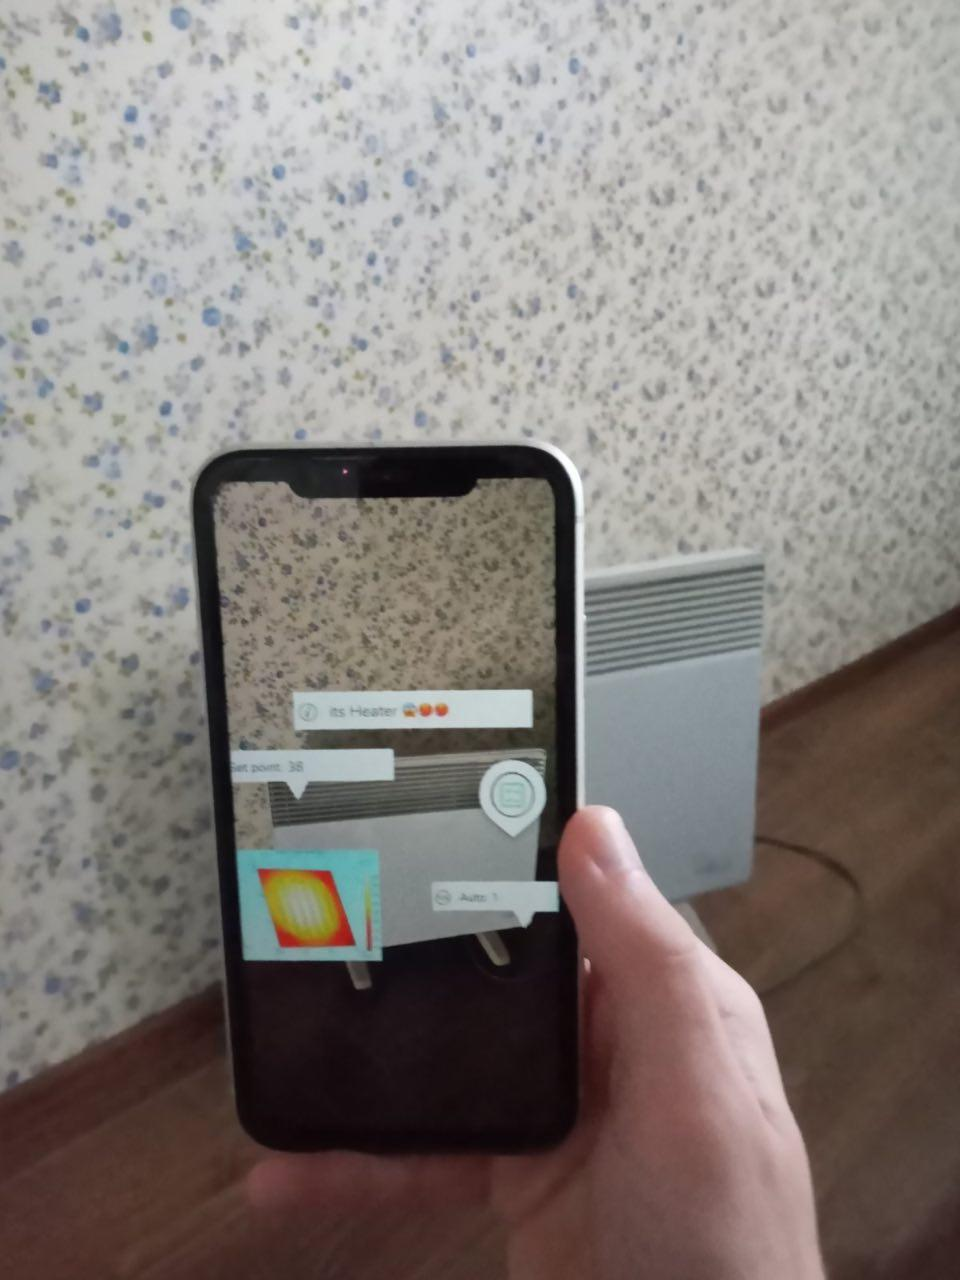 its Heater 😱😡😡
Set point: 38
Auto: 1